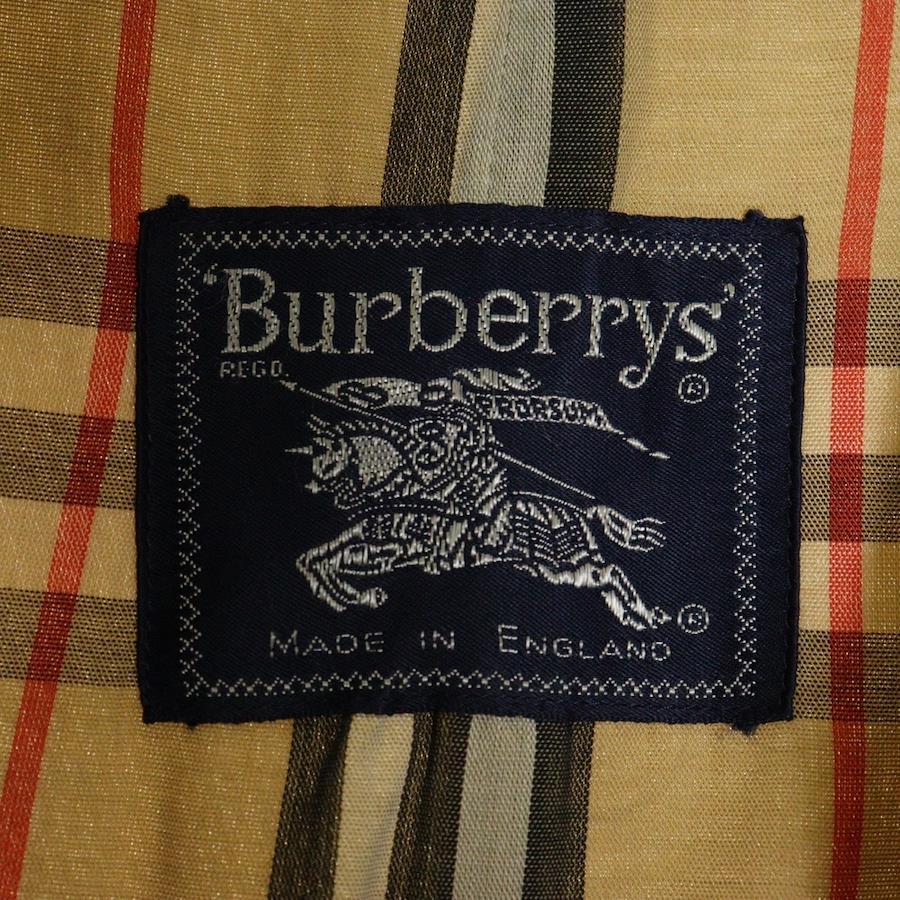 'Burberrys'
REGD.
®
PRORSUM
®
MADE IN ENGLAND